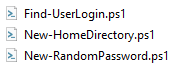 Find-UserLogin.ps1
New-HomeDirectory.ps1
New-RandomPassword.ps1